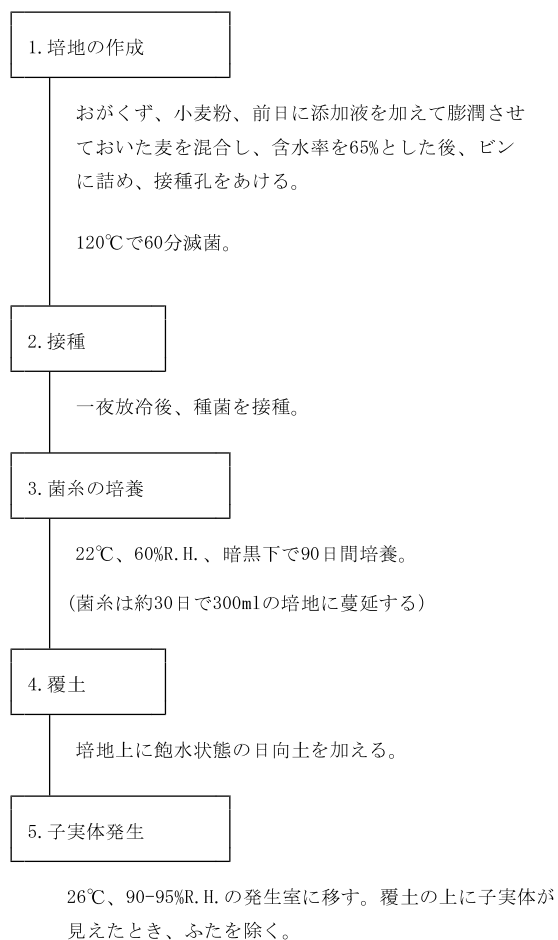 1.培地の作成
おがくず、小麦粉、前日に添加液を加えて膨潤させ
ておいた麦を混合し、含水率を65%とした後、ビン
に詰め、接種孔をあける。
120℃で60分滅菌。
2.接種
一夜放冷後、種菌を接種。
3.菌糸の培養
22℃、60%R.H.、暗黒下で90日間培養。
(菌糸は約30日で300mlの培地に蔓延する)
4.覆土
培地上に飽水状態の日向土を加える。
5.子実体発生
26℃、90-95%R.H.の発生室に移す。覆土の上に子実体が
見えたとき、ふたを除く。